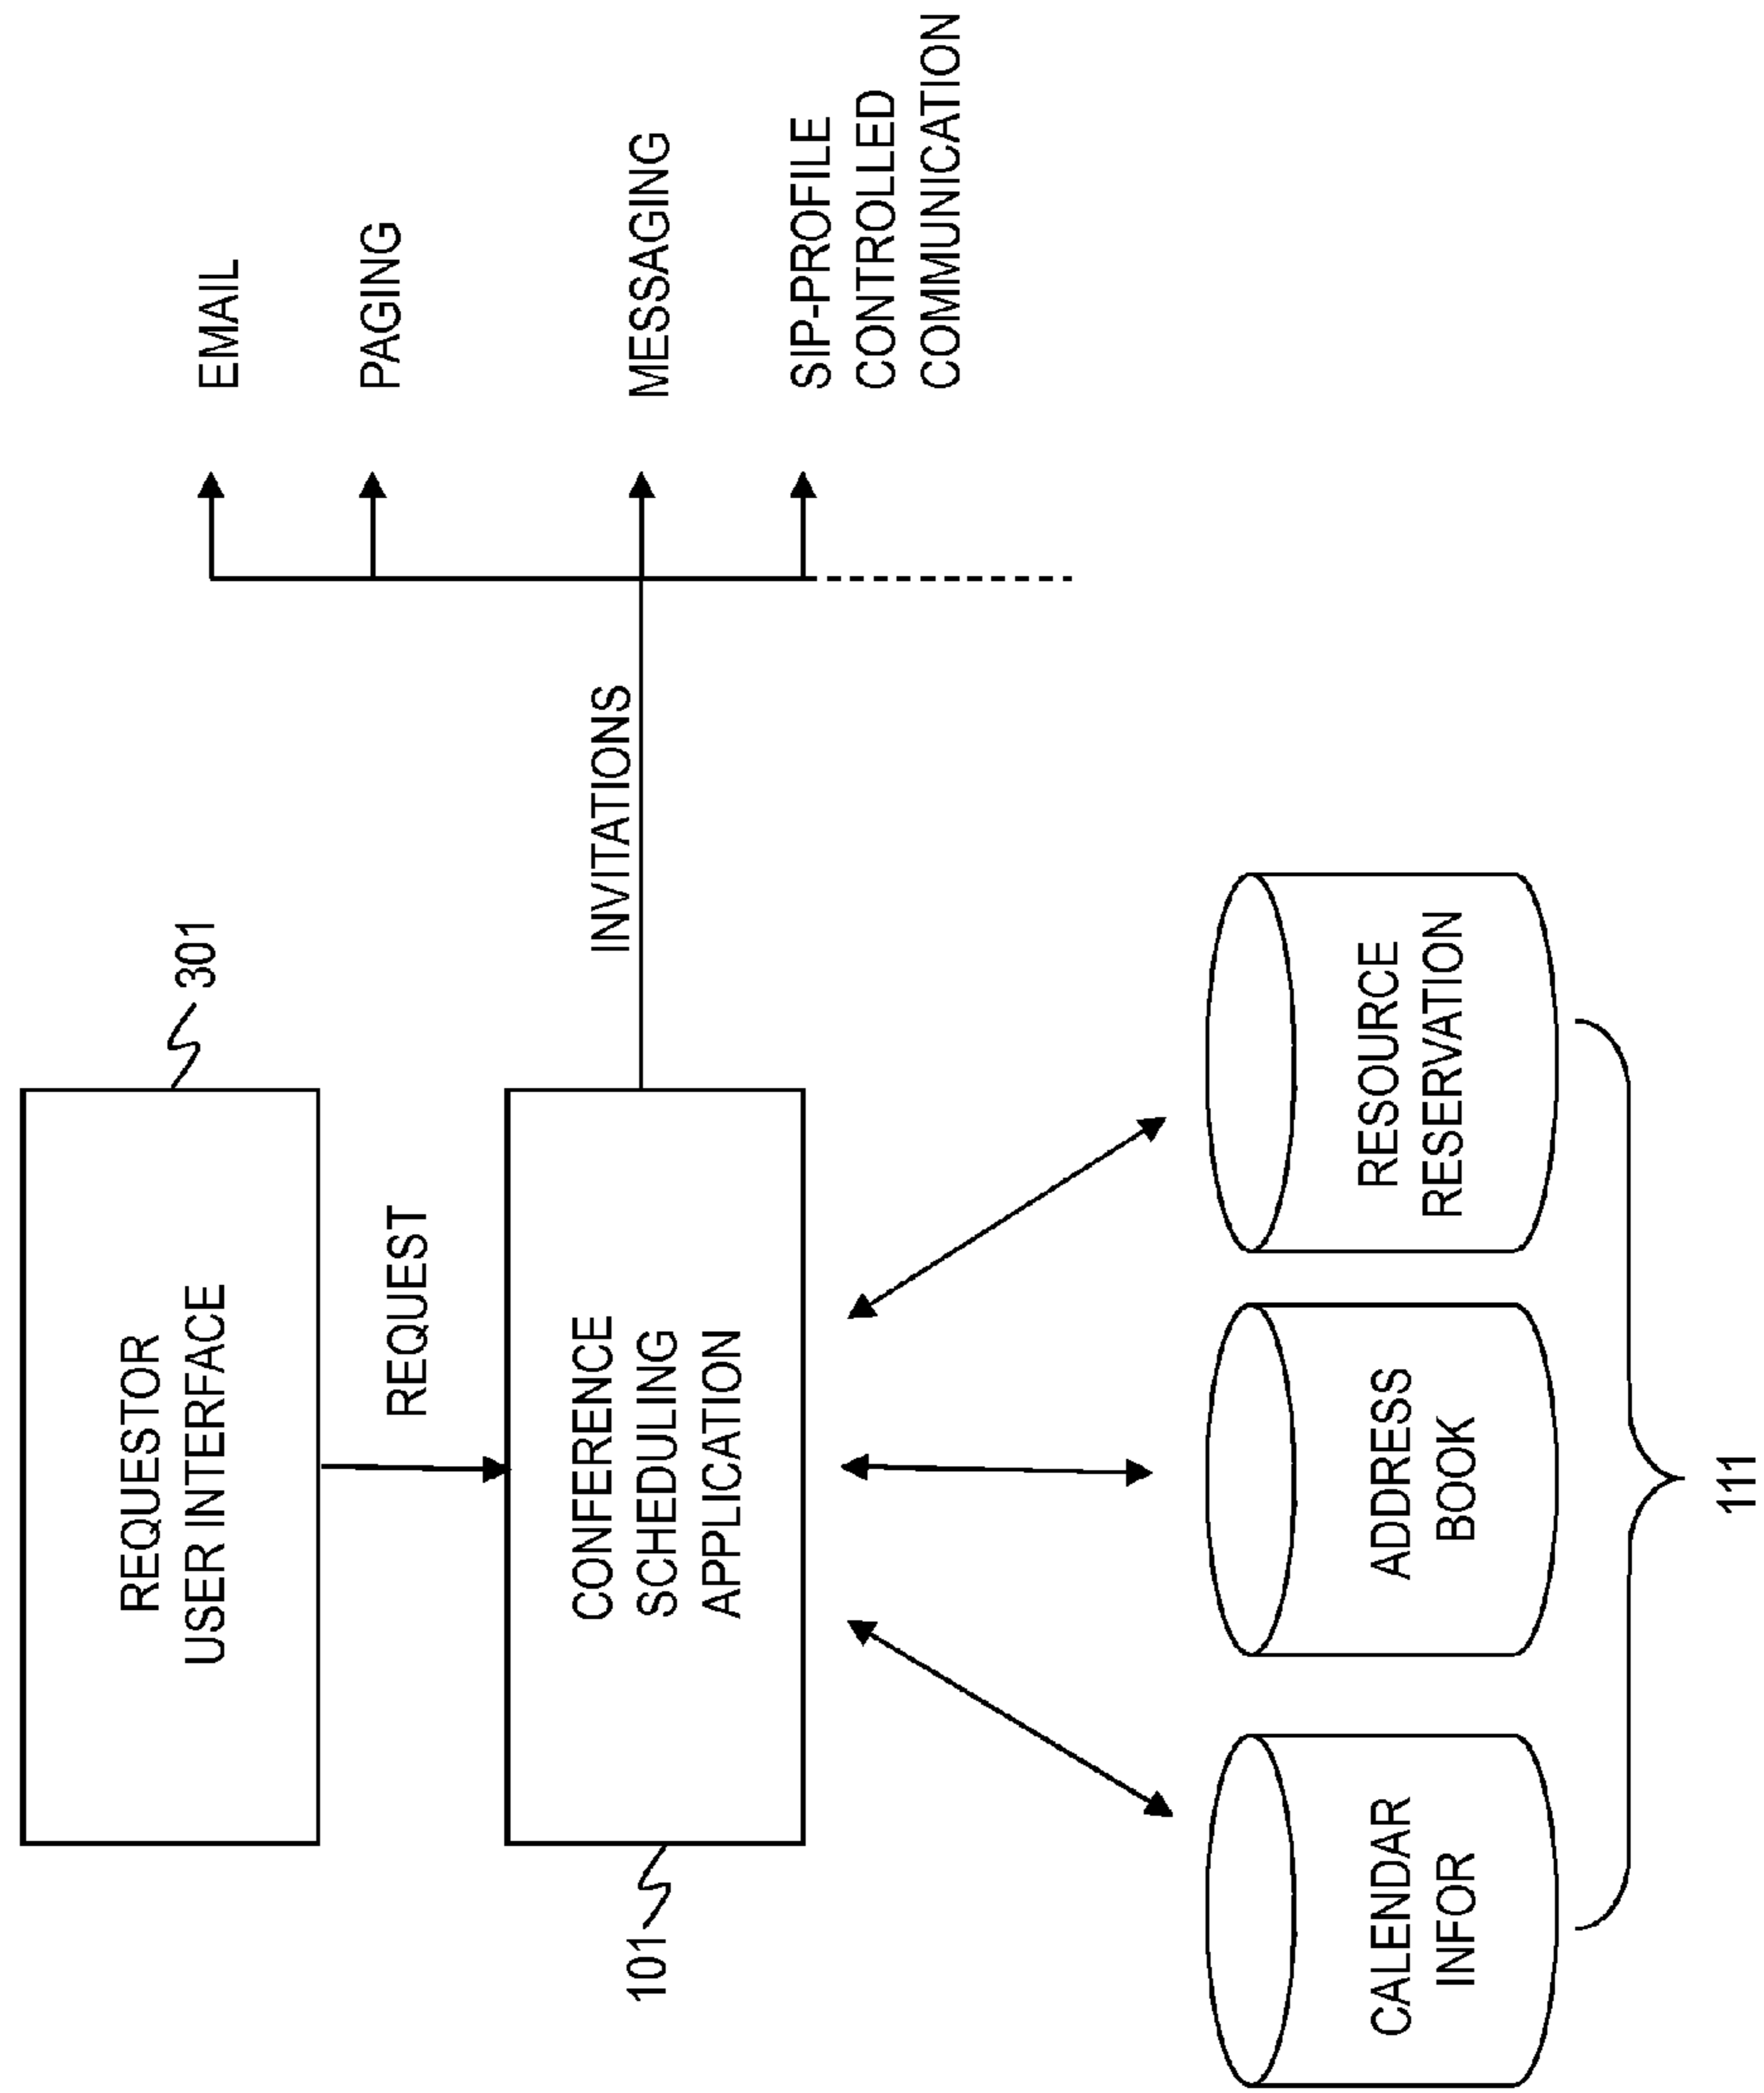 REQUESTOR
USER INTERFACE
301
REQUEST
CONFERENCE
SCHEDULING
APPLICATION
101
INVITATIONS
EMAIL
PAGING
MESSAGING
SIP-PROFILE
CONTROLLED
COMMUNICATION
CALENDAR
INFOR
ADDRESS
BOOK
RESOURCE
RESERVATION
111